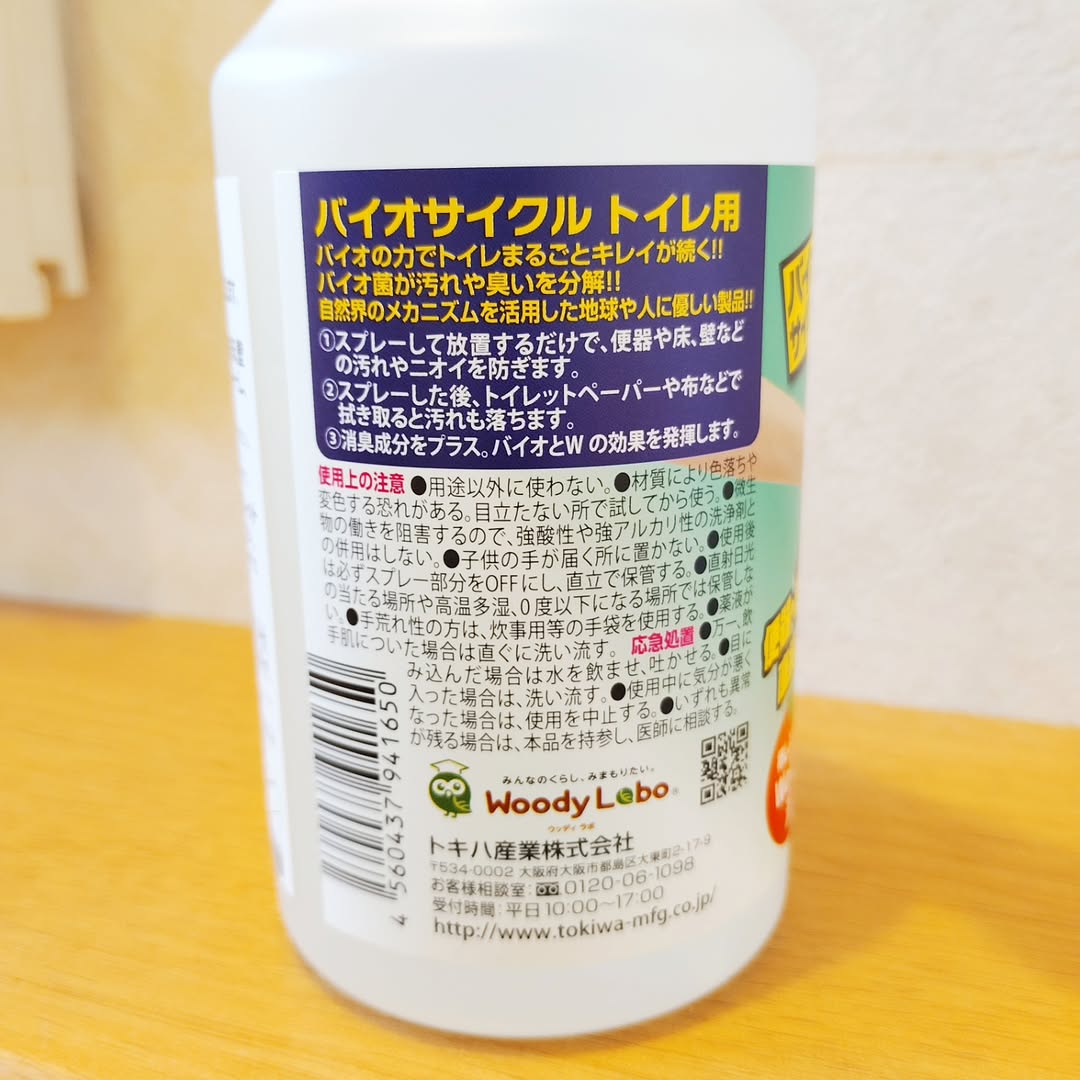 バイオサイクル トイレ用
バイオの力でトイレまるごとキレイが続く!!
バイオ菌が汚れや臭いを分解!!
自然界のメカニズムを活用した地球や人に優しい製品!!
①スプレーして放置するだけで、便器や床、壁など
の汚れやニオイを防ぎます。
②スプレーした後、トイレットペーパーや布などで
拭き取ると汚れも落ちます。
③消臭成分をプラス。バイオとWの効果を発揮します。
使用上の注意 ●用途以外に使わない。●材質により色落ちや
変色する恐れがある。目立たない所で試してから使う。●微生
物の働きを阻害するので、強酸性や強アルカリ性の洗浄剤と
の併用はしない。●子供の手が届く所に置かない。●使用後
は必ずスプレー部分をOFFにし、直立で保管する。●直射日光
の当たる場所や高温多湿、0度以下になる場所では保管しな
い。●手荒れ性の方は、炊事用等の手袋を使用する。●薬液が
手肌についた場合は直ぐに洗い流す。 応急処置 ●万一、飲
み込んだ場合は水を飲ませ、吐かせる。●目に
入った場合は、洗い流す。●使用中に気分が悪く
なった場合は、使用を中止する。●いずれも異常
が残る場合は、本品を持参し、医師に相談する。
みんなのくらし、みまもりたい。
Woody Labo®
ウッディ ラボ
トキハ産業株式会社
〒534-0002 大阪府大阪市都島区大東町2-17-9
お客様相談室: 0120-06-1098
受付時間:平日10:00〜17:00
http://www.tokiwa-mfg.co.jp/
4 560437 941650